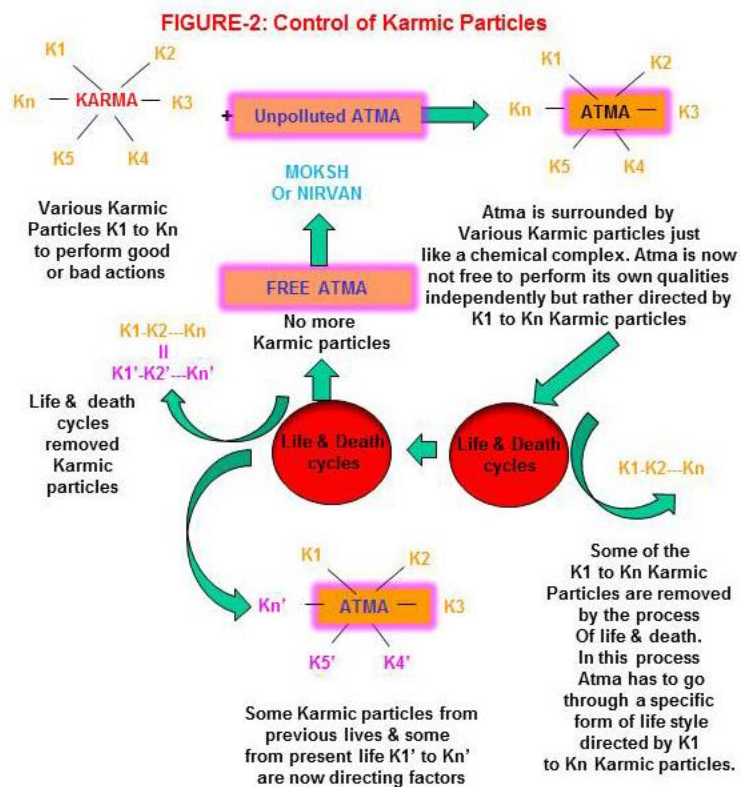 FIGURE-2: Control of Karmic Particles
K1
K2
Kn
KARMA
K3
K5
K4
+
Unpolluted ATMA
K1
K2
Kn
ATMA
K3
K5
K4
Various Karmic
Particles K1 to Kn
to perform good
or bad actions
MOKSH
Or NIRVAN
FREE ATMA
No more
Karmic particles
Atma is surrounded by
Various Karmic particles just
like a chemical complex. Atma is now
not free to perform its own qualities
independently but rather directed by
K1 to Kn Karmic particles
K1-K2---Kn
II
K1'-K2'---Kn'
Life & death
cycles
removed
Karmic
particles
Life & Death
cycles
Life & Death
cycles
K1-K2---Kn
Some of the
K1 to Kn Karmic
Particles are removed
by the process
Of life & death.
In this process
Atma has to go
through a specific
form of life style
directed by K1
to Kn Karmic particles.
K1
K2
Kn'
ATMA
K3
K5'
K4'
Some Karmic particles from
previous lives & some
from present life K1' to Kn'
are now directing factors